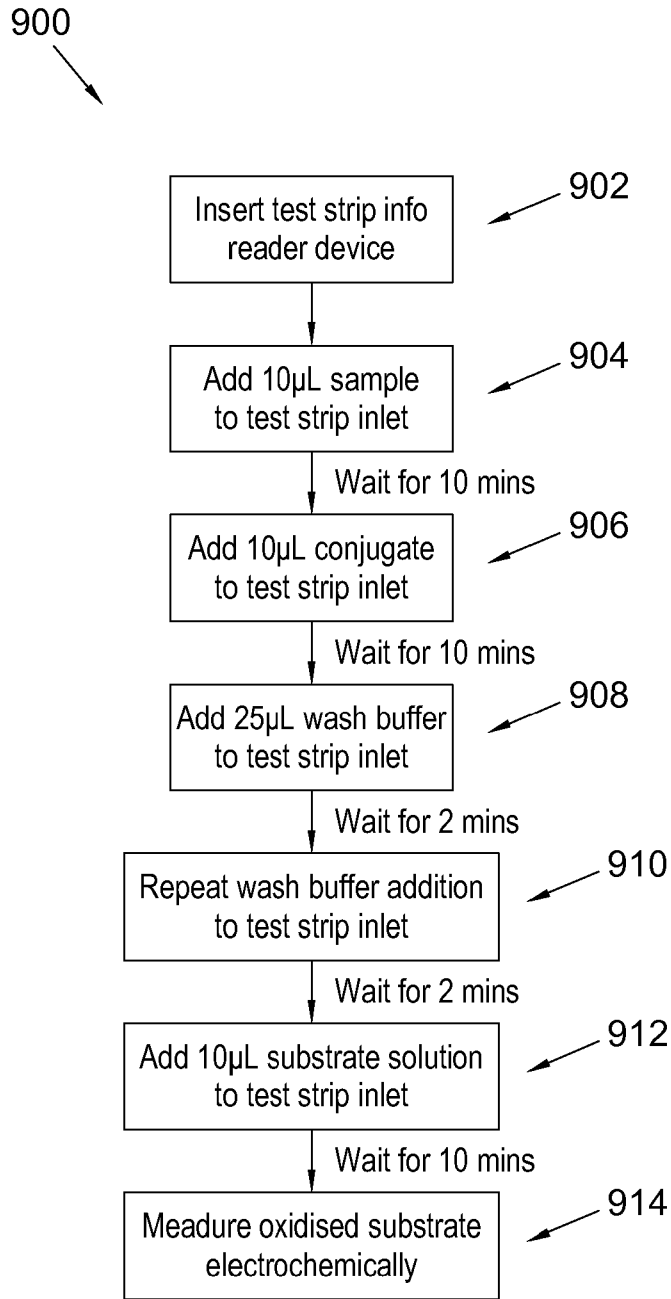 900
Insert test strip info
reader device
902
Add 10µL sample
to test strip inlet
904
Wait for 10 mins
Add 10µL conjugate
to test strip inlet
906
Wait for 10 mins
Add 25µL wash buffer
to test strip inlet
908
Wait for 2 mins
Repeat wash buffer addition
to test strip inlet
910
Wait for 2 mins
Add 10µL substrate solution
to test strip inlet
912
Wait for 10 mins
Meadure oxidised substrate
electrochemically
914